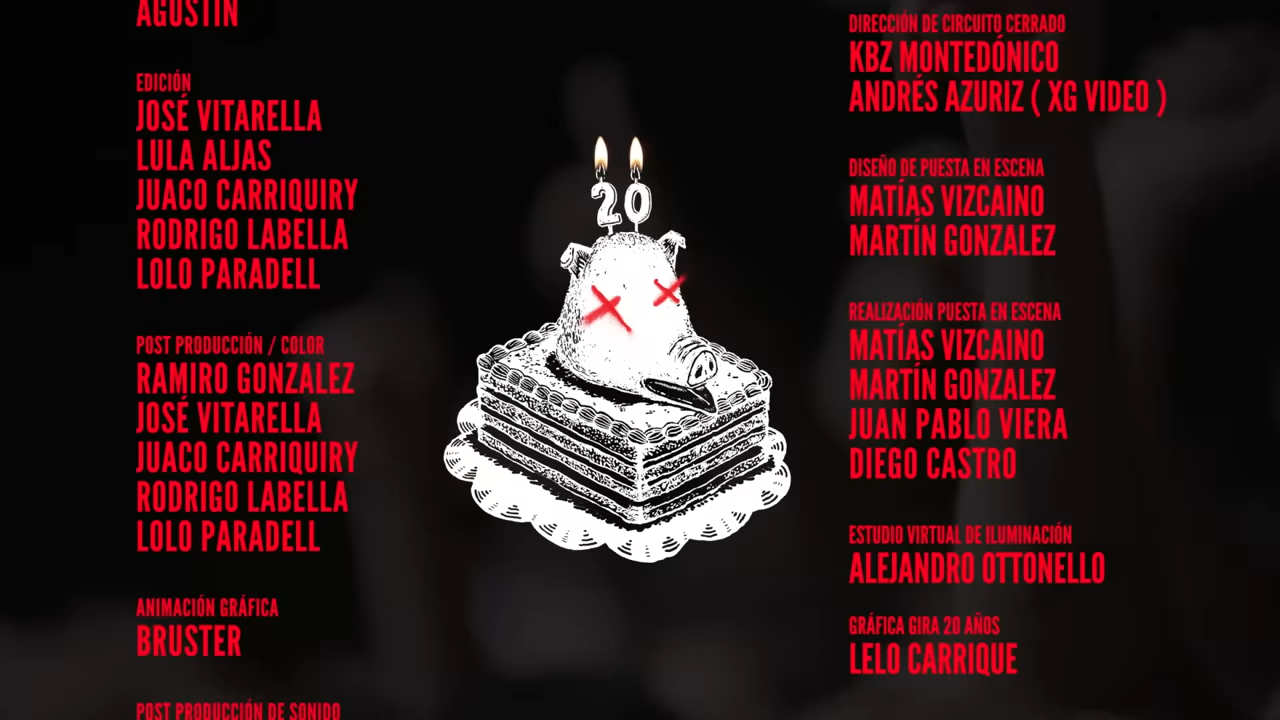 AGUSTÍN
EDICIÓN
JOSÉ VITARELLA
LULA ALJAS
JUACO CARRIQUIRY
RODRIGO LABELLA
LOLO PARADELL
POST PRODUCCIÓN / COLOR
RAMIRO GONZALEZ
JOSÉ VITARELLA
JUACO CARRIQUIRY
RODRIGO LABELLA
LOLO PARADELL
ANIMACIÓN GRÁFICA
BRUSTER
POST PRODUCCIÓN DE SONIDO
20
DIRECCIÓN DE CIRCUITO CERRADO
KBZ MONTEDÓNICO
ANDRÉS AZURIZ ( XG VIDEO )
DISEÑO DE PUESTA EN ESCENA
MATÍAS VIZCAINO
MARTÍN GONZALEZ
REALIZACIÓN PUESTA EN ESCENA
MATÍAS VIZCAINO
MARTÍN GONZALEZ
JUAN PABLO VIERA
DIEGO CASTRO
ESTUDIO VIRTUAL DE ILUMINACIÓN
ALEJANDRO OTTONELLO
GRÁFICA GIRA 20 AÑOS
LELO CARRIQUE